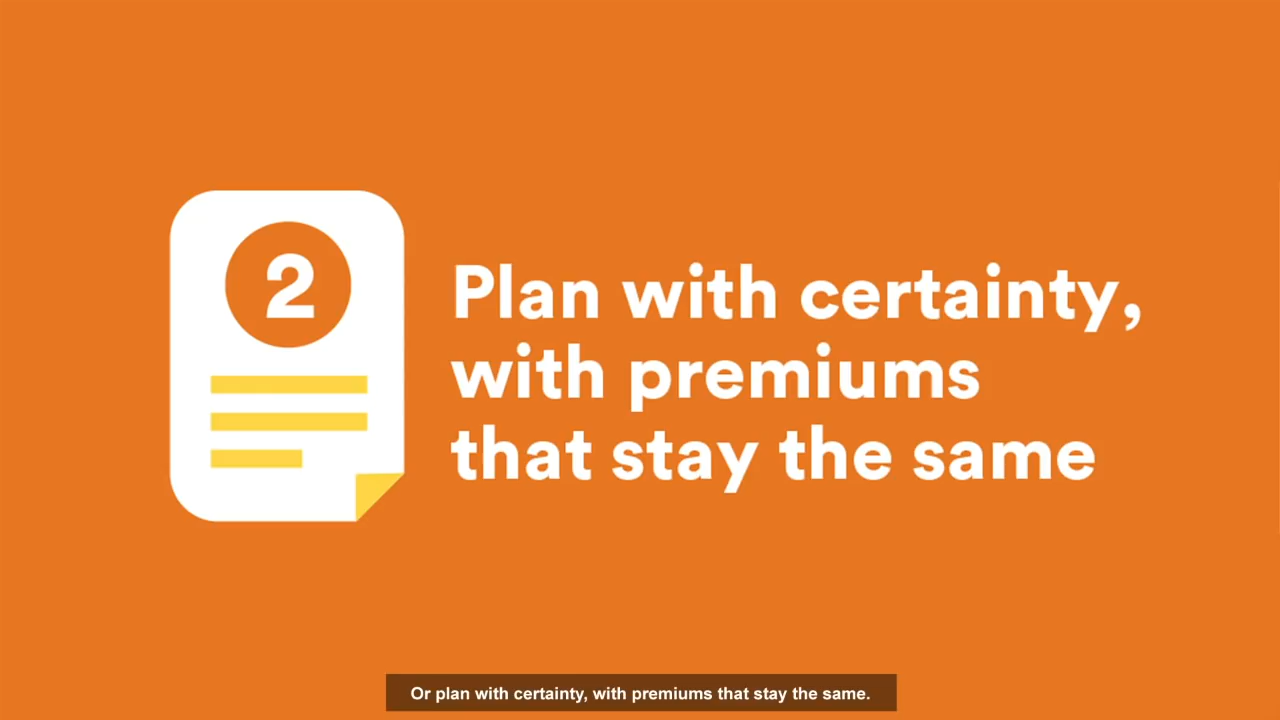 2
Plan with certainty,
with premiums
that stay the same
Or plan with certainty, with premiums that stay the same.